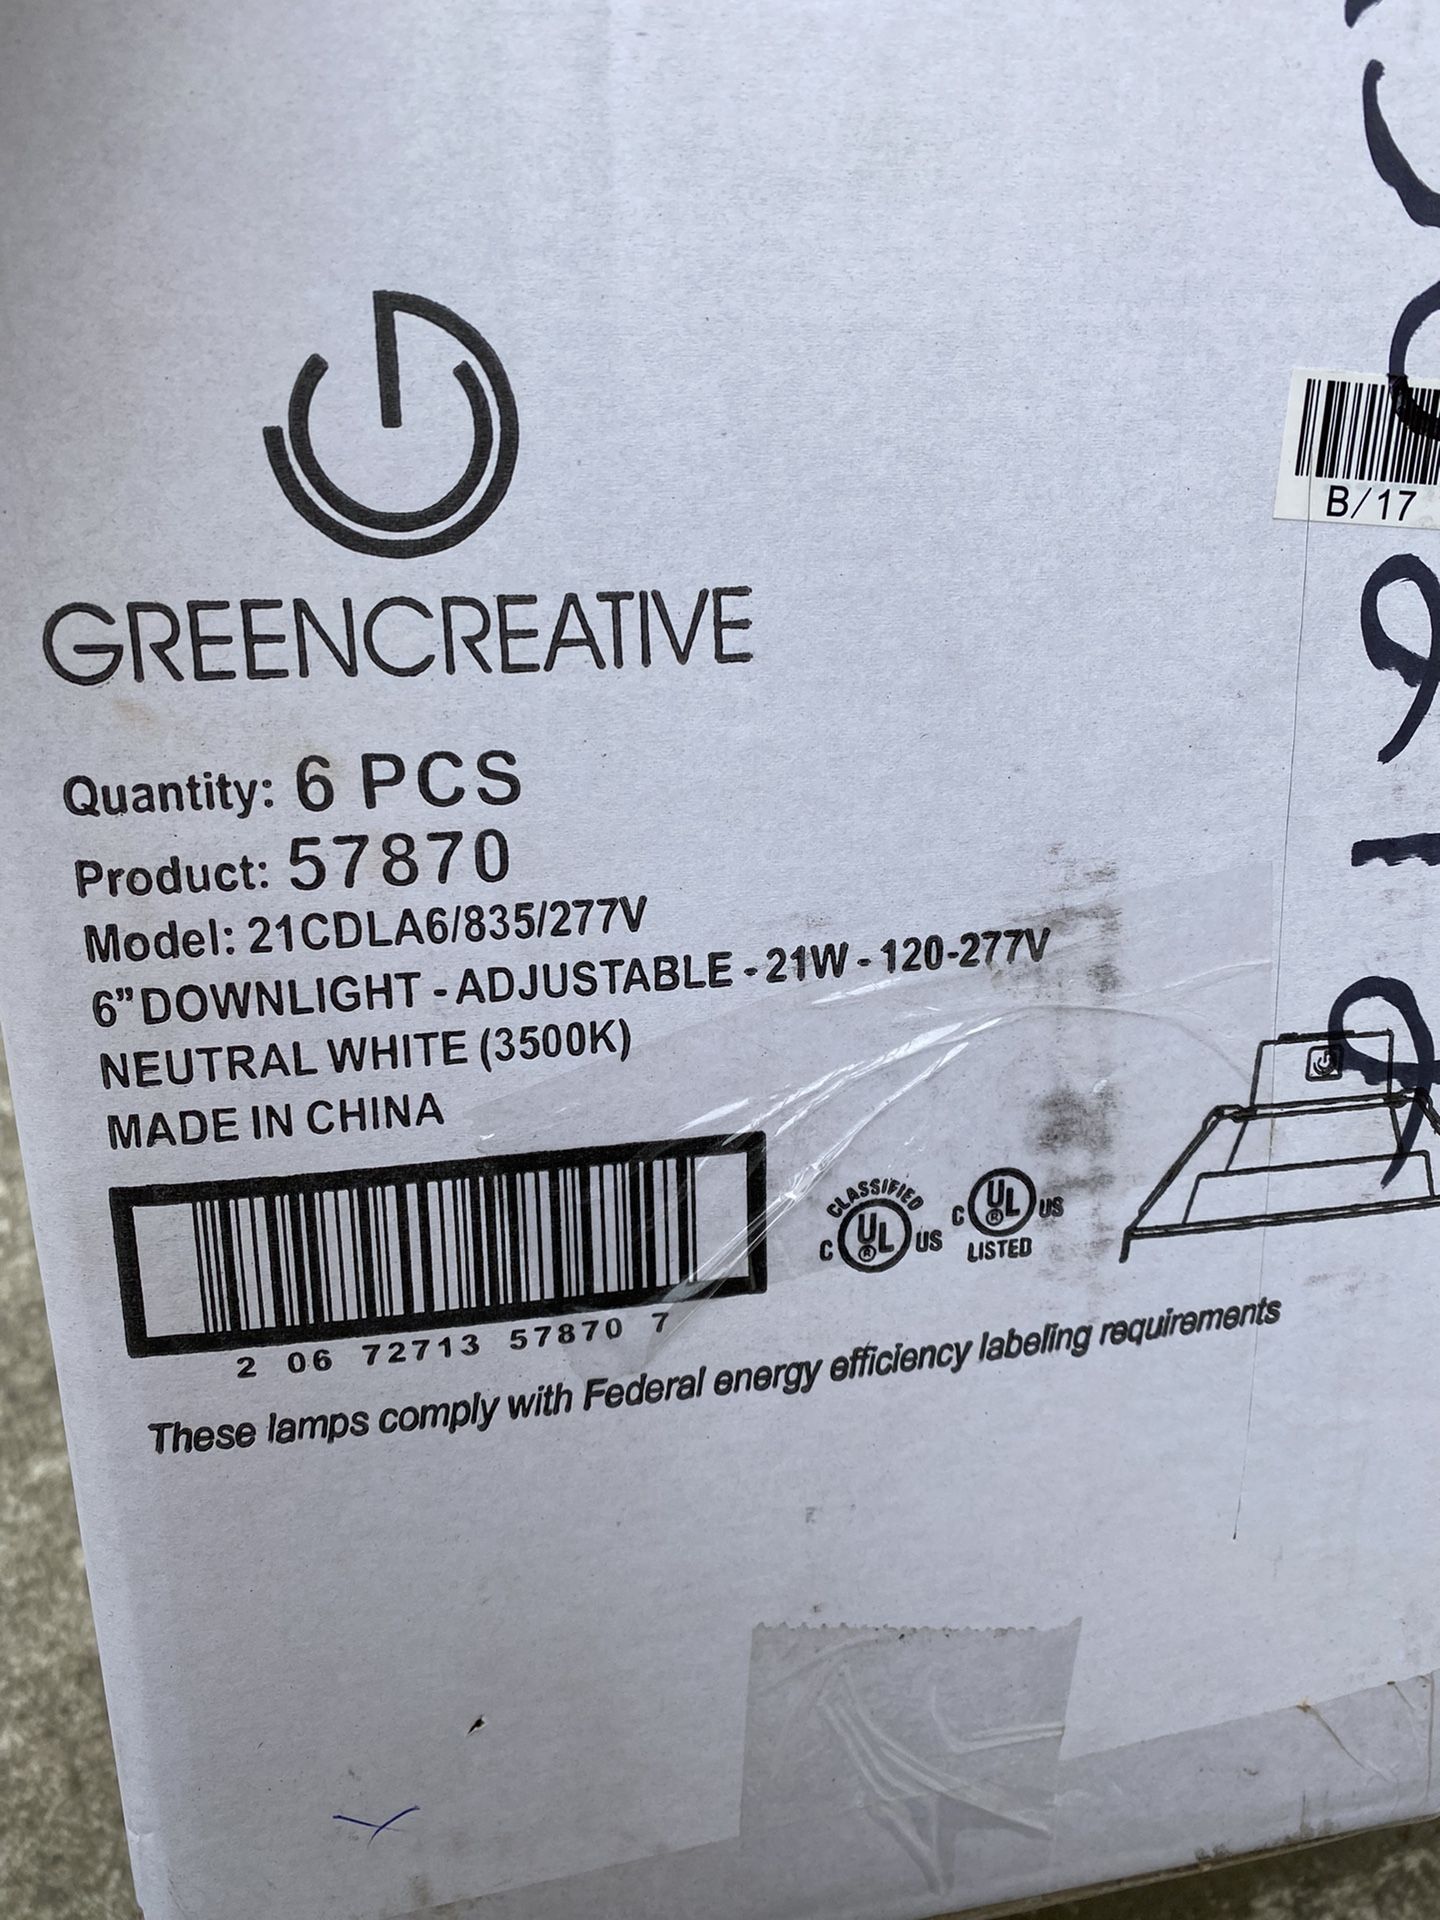 GREENCREATIVE
B/17
Quantity: 6 PCS
Product: 57870
Model: 21CDLA6/835/277V
6” DOWNLIGHT - ADJUSTABLE - 21W - 120-277V
NEUTRAL WHITE (3500K)
MADE IN CHINA
2 06 72713 57870 7
CLASSIFIED
C UL ® US
C UL ® US
LISTED
These lamps comply with Federal energy efficiency labeling requirements